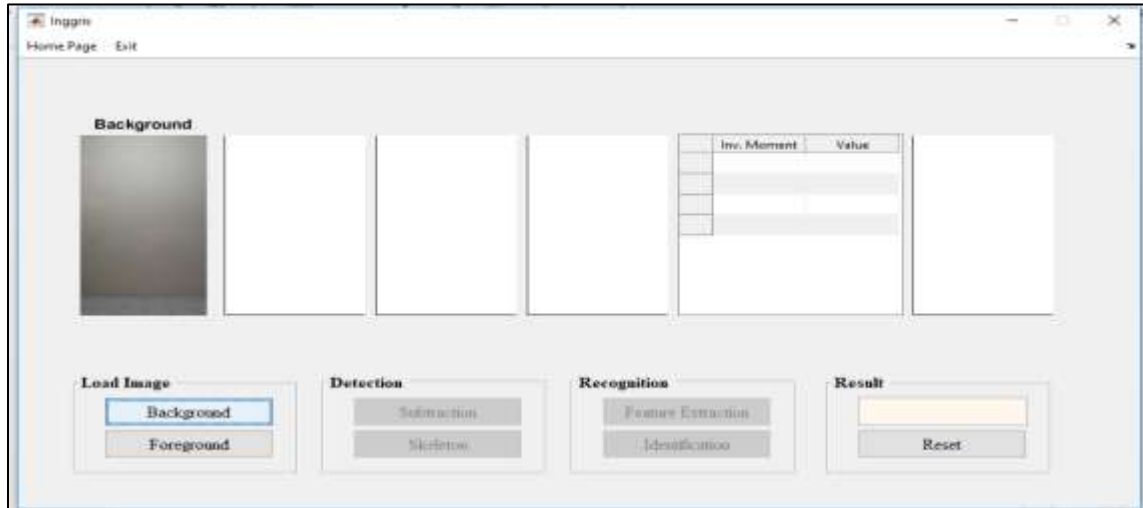 Inggris
Home Page Exit
Background
Inv. Moment Value
Load Image
Background
Foreground
Detection
Subtraction
Skeleton
Recognition
Feature Extraction
Identification
Result
Reset